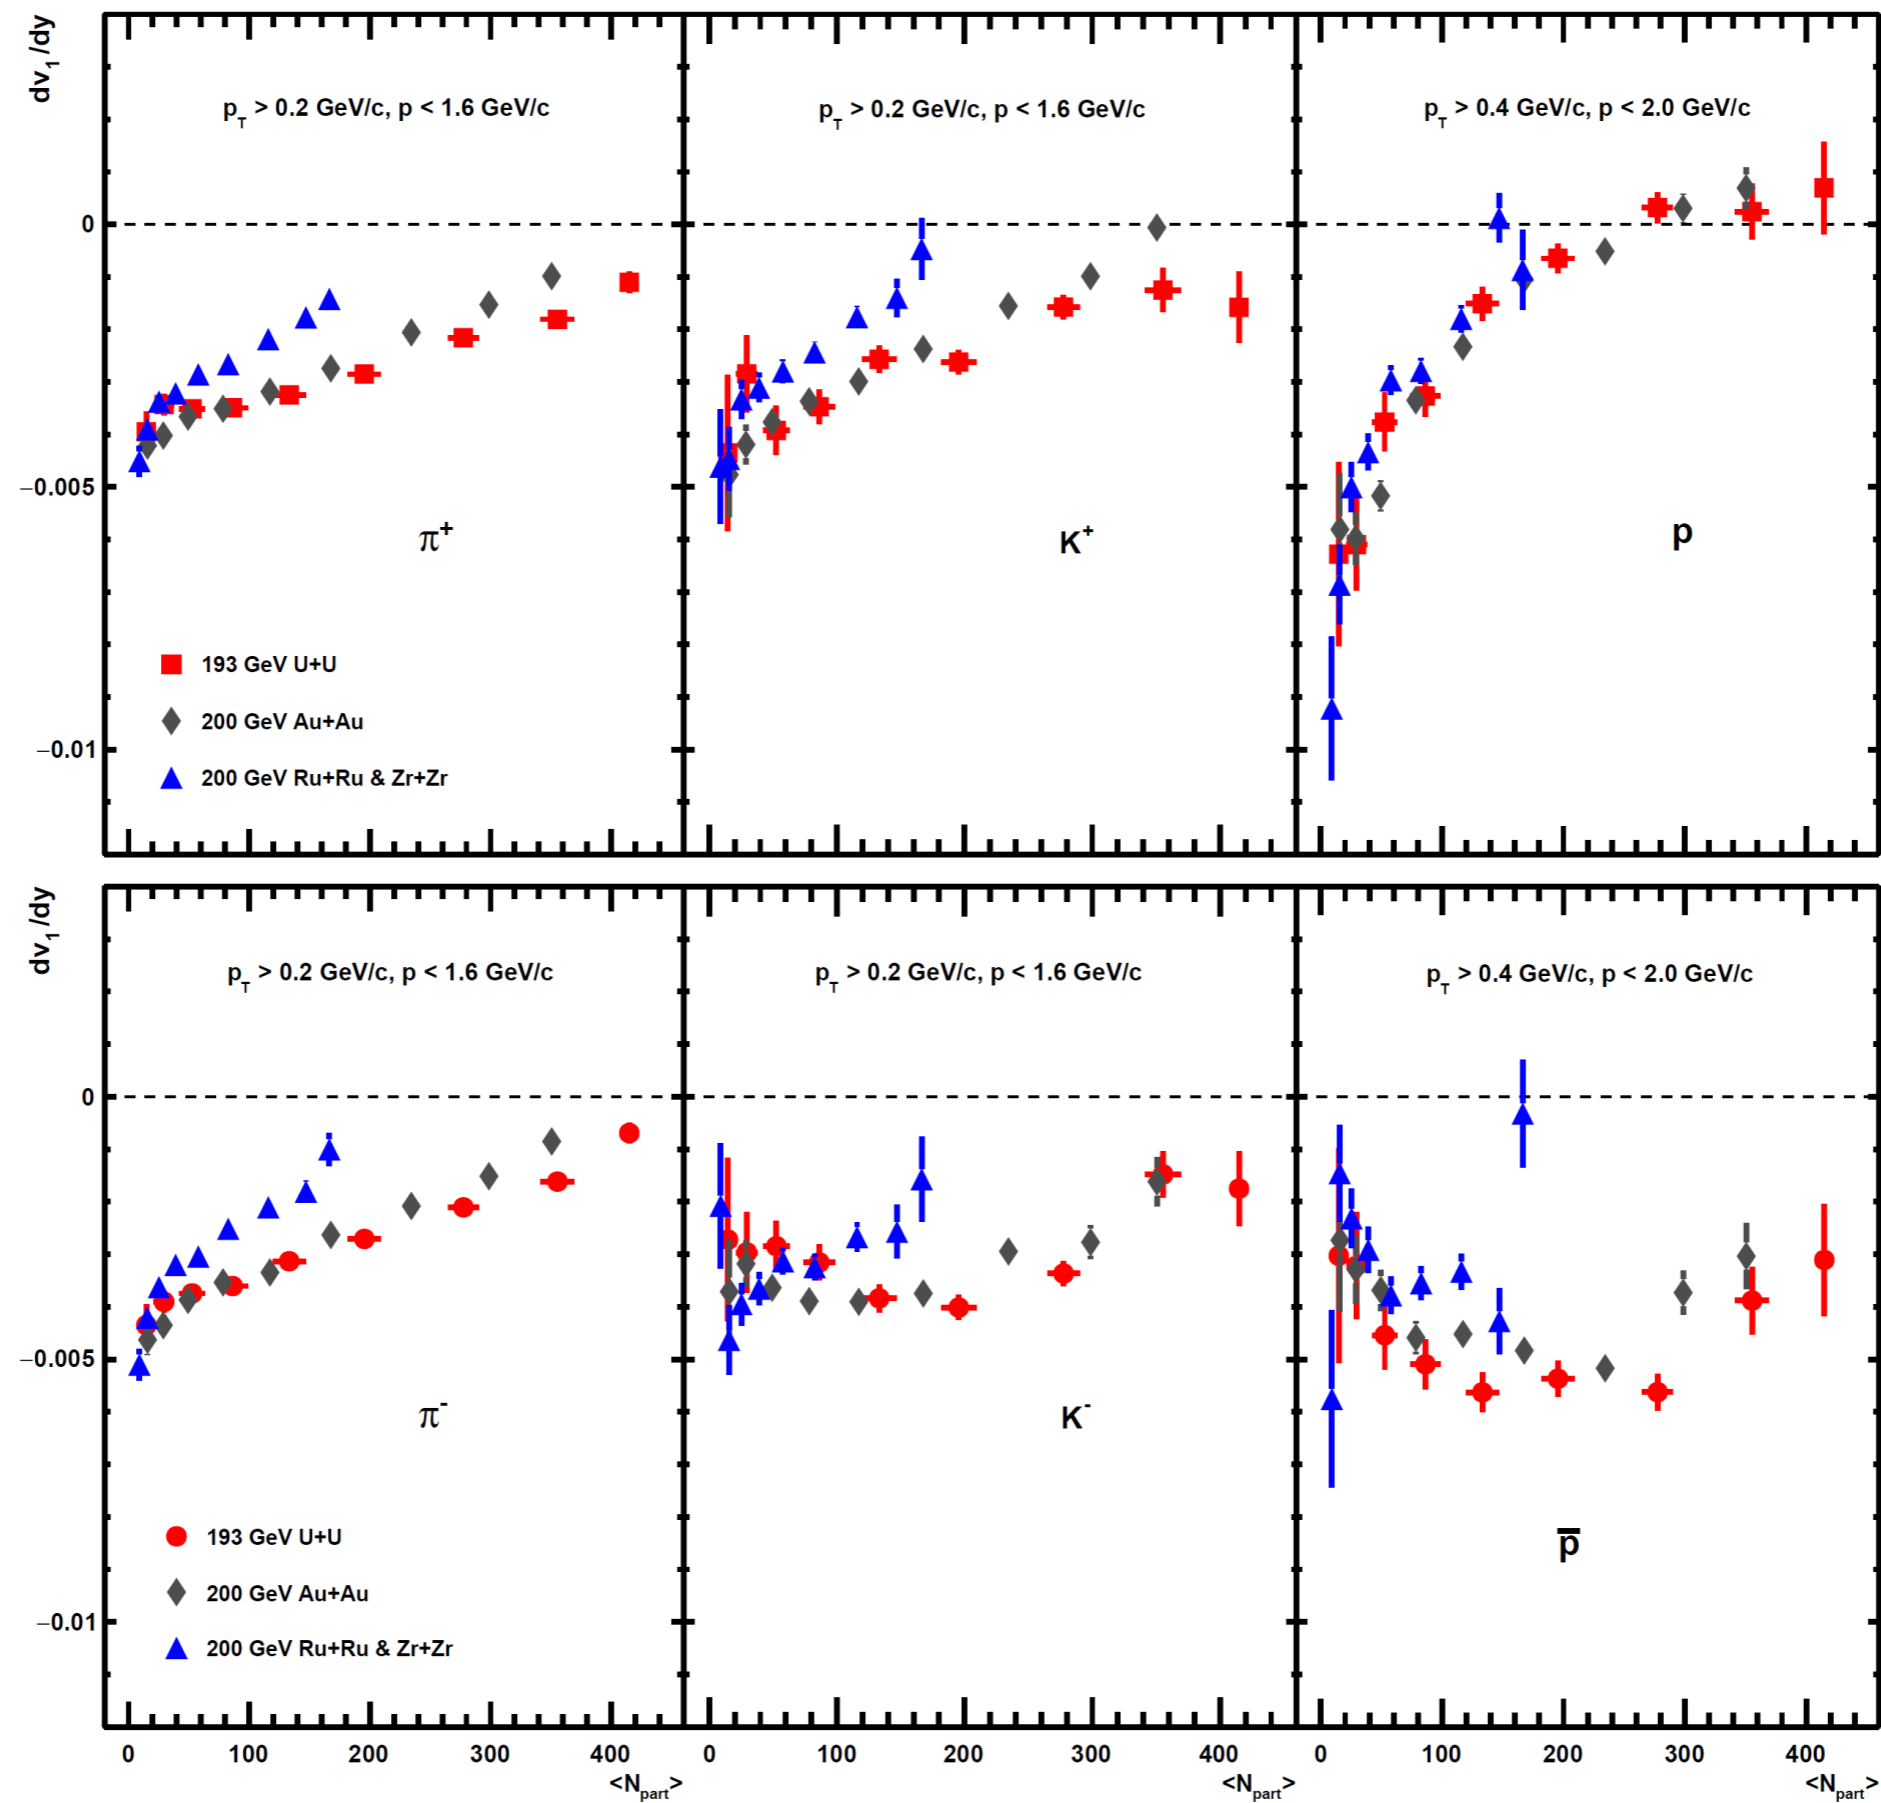 dv1/dy
pT > 0.2 GeV/c, p < 1.6 GeV/c
pT > 0.2 GeV/c, p < 1.6 GeV/c
pT > 0.4 GeV/c, p < 2.0 GeV/c
0
−0.005
−0.01
π+
K+
p
193 GeV U+U
200 GeV Au+Au
200 GeV Ru+Ru & Zr+Zr
dv1/dy
pT > 0.2 GeV/c, p < 1.6 GeV/c
pT > 0.2 GeV/c, p < 1.6 GeV/c
pT > 0.4 GeV/c, p < 2.0 GeV/c
0
−0.005
−0.01
π-
K-
p̅
193 GeV U+U
200 GeV Au+Au
200 GeV Ru+Ru & Zr+Zr
0 100 200 300 400
0 100 200 300 400
0 100 200 300 400
<Npart>
<Npart>
<Npart>